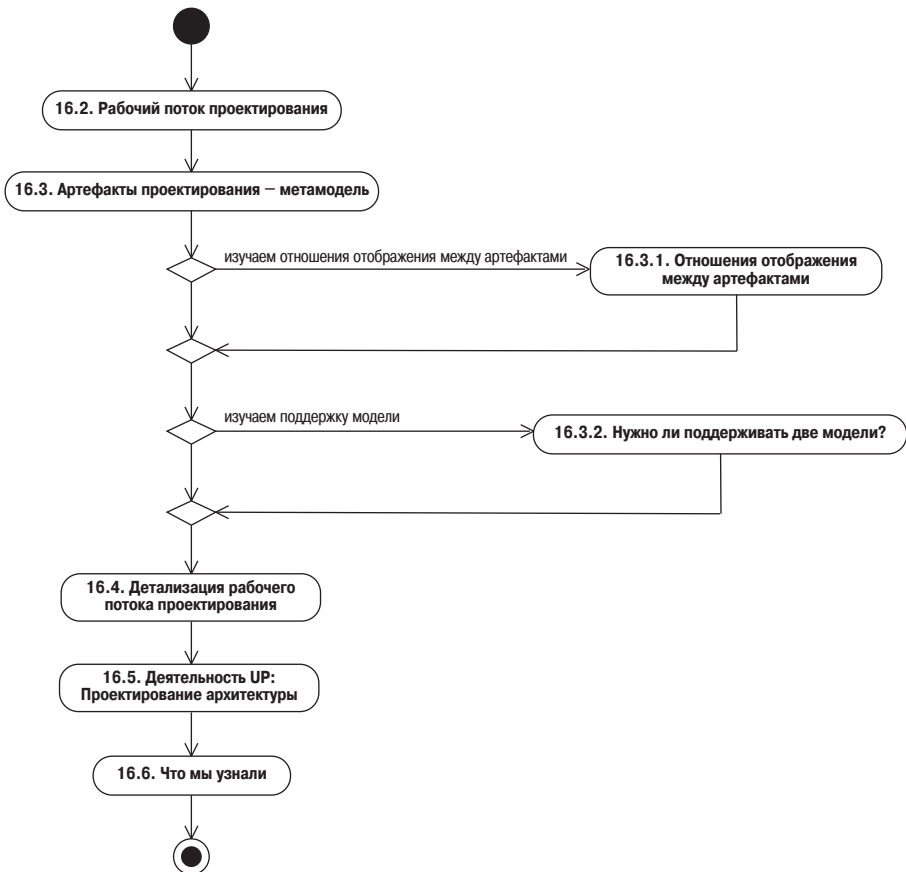 16.2. Рабочий поток проектирования
16.3. Артефакты проектирования – метамодель
изучаем отношения отображения между артефактами
16.3.1. Отношения отображения
между артефактами
изучаем поддержку модели
16.3.2. Нужно ли поддерживать две модели?
16.4. Детализация рабочего
потока проектирования
16.5. Деятельность UP:
Проектирование архитектуры
16.6. Что мы узнали